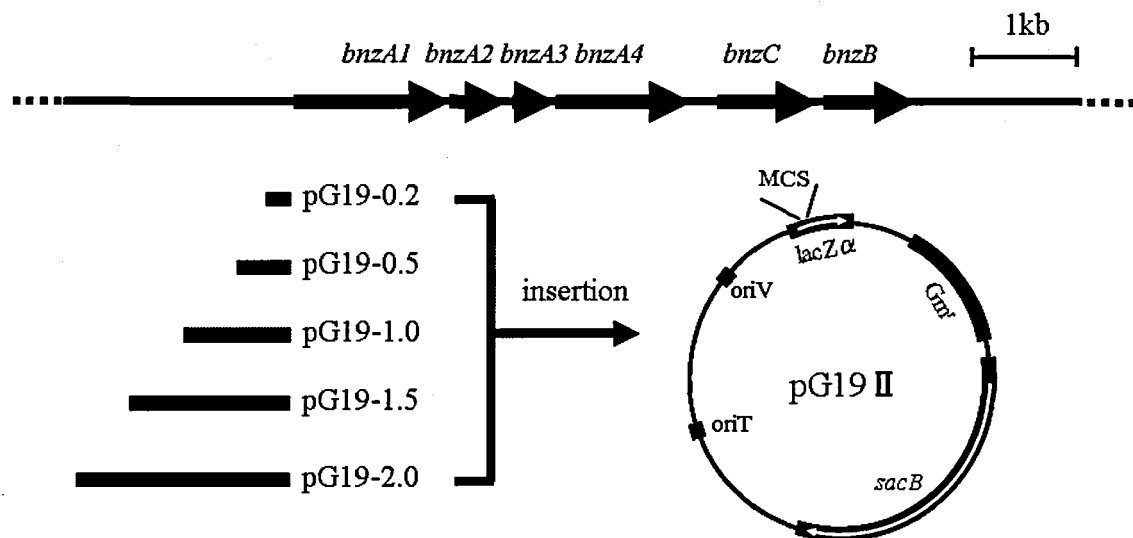 1kb
bnzA1 bnzA2 bnzA3 bnzA4 bnzC bnzB
pG19-0.2
pG19-0.5
pG19-1.0
pG19-1.5
pG19-2.0
insertion
MCS
lacZ α
oriV
Gmʳ
pG19 Ⅱ
oriT
sacB